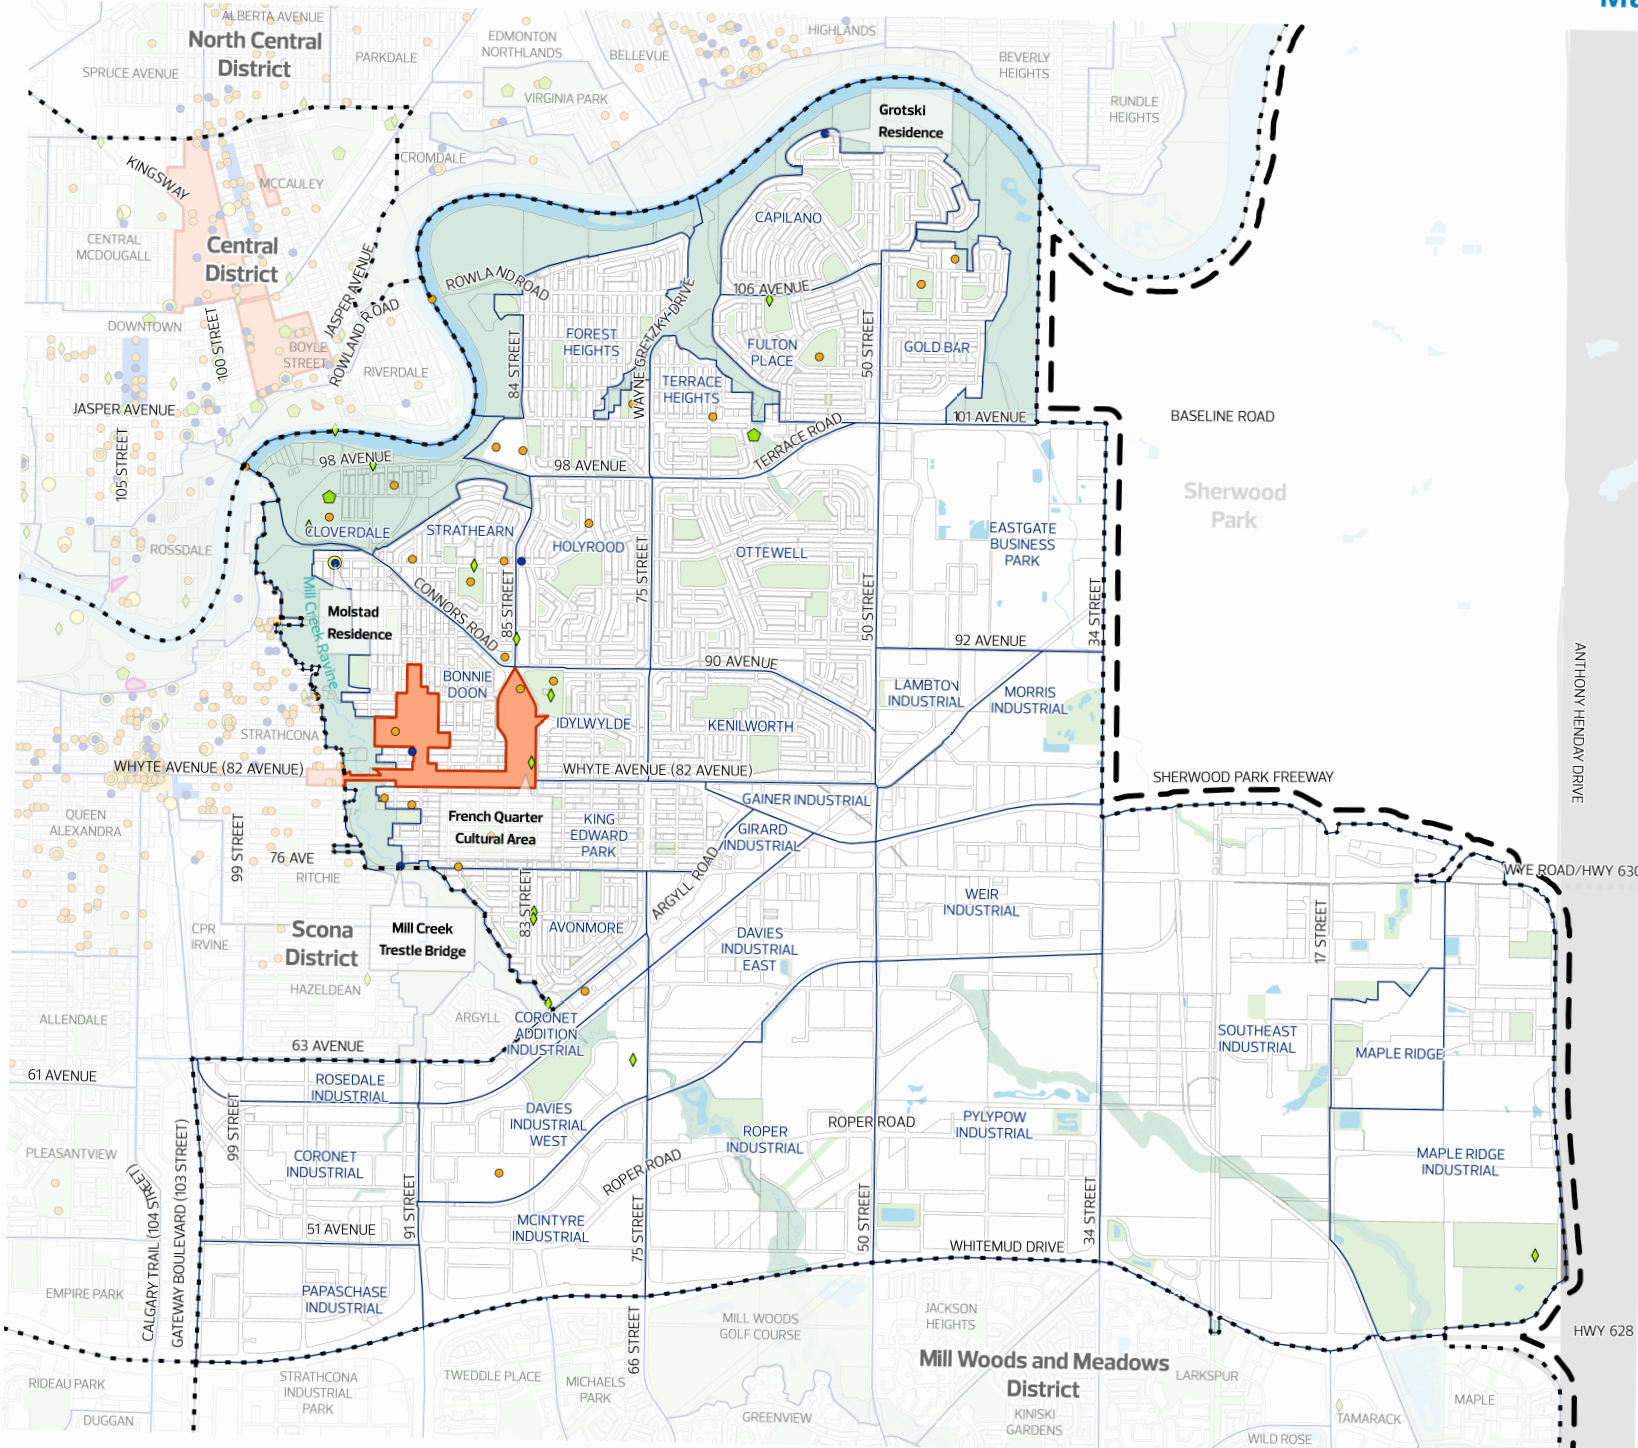 ALBERTA AVENUE
North Central
District
SPRUCE AVENUE
PARKDALE
EDMONTON
NORTHLANDS
BELLEVUE
HIGHLANDS
VIRGINIA PARK
BEVERLY
HEIGHTS
RUNDLE
HEIGHTS
Grotski
Residence
KINGSWAY
MCCAULEY
CROMDALE
CENTRAL
MCDOUGALL
Central
District
CAPILANO
JASPER AVENUE
ROWLAND ROAD
ROWLAND ROAD
106 AVENUE
DOWNTOWN
100 STREET
BOYLE
STREET
RIVERDALE
84 STREET
FOREST
HEIGHTS
WAYNE GRETZKY DRIVE
FULTON
PLACE
50 STREET
GOLD BAR
TERRACE
HEIGHTS
JASPER AVENUE
101 AVENUE
BASELINE ROAD
105 STREET
98 AVENUE
98 AVENUE
TERRACE ROAD
Sherwood
Park
ROSSDALE
CLOVERDALE
STRATHEARN
HOLYROOD
OTTEWELL
EASTGATE
BUSINESS
PARK
75 STREET
50 STREET
34 STREET
Mill Creek Ravine
Molstad
Residence
CONNORS ROAD
85 STREET
92 AVENUE
90 AVENUE
BONNIE
DOON
LAMBTON
INDUSTRIAL
MORRIS
INDUSTRIAL
ANTHONY HENDAY DRIVE
STRATHCONA
IDYLWYLDE
KENILWORTH
WHYTE AVENUE (82 AVENUE)
WHYTE AVENUE (82 AVENUE)
SHERWOOD PARK FREEWAY
QUEEN
ALEXANDRA
French Quarter
Cultural Area
KING
EDWARD
PARK
GAINER INDUSTRIAL
GIRARD
INDUSTRIAL
99 STREET
76 AVE
RITCHIE
83 STREET
ARGYLL ROAD
WEIR
INDUSTRIAL
WYE ROAD/HWY 630
CPR
IRVINE
Scona
District
Mill Creek
Trestle Bridge
AVONMORE
DAVIES
INDUSTRIAL
EAST
17 STREET
HAZELDEAN
ALLENDALE
ARGYLL
CORONET
ADDITION
INDUSTRIAL
SOUTHEAST
INDUSTRIAL
MAPLE RIDGE
63 AVENUE
61 AVENUE
ROSEDALE
INDUSTRIAL
99 STREET
DAVIES
INDUSTRIAL
WEST
ROPER
INDUSTRIAL
ROPER ROAD
PYLYPOW
INDUSTRIAL
PLEASANTVIEW
CORONET
INDUSTRIAL
ROPER ROAD
MAPLE RIDGE
INDUSTRIAL
CALGARY TRAIL (104 STREET)
GATEWAY BOULEVARD (103 STREET)
51 AVENUE
91 STREET
MCINTYRE
INDUSTRIAL
75 STREET
50 STREET
34 STREET
WHITEMUD DRIVE
EMPIRE PARK
PAPASCHASE
INDUSTRIAL
66 STREET
MILL WOODS
GOLF COURSE
JACKSON
HEIGHTS
HWY 628
RIDEAU PARK
STRATHCONA
INDUSTRIAL
PARK
TWEDDLE PLACE
MICHAELS
PARK
Mill Woods and Meadows
District
LARKSPUR
MAPLE
DUGGAN
GREENVIEW
KINISKI
GARDENS
TAMARACK
WILD ROSE